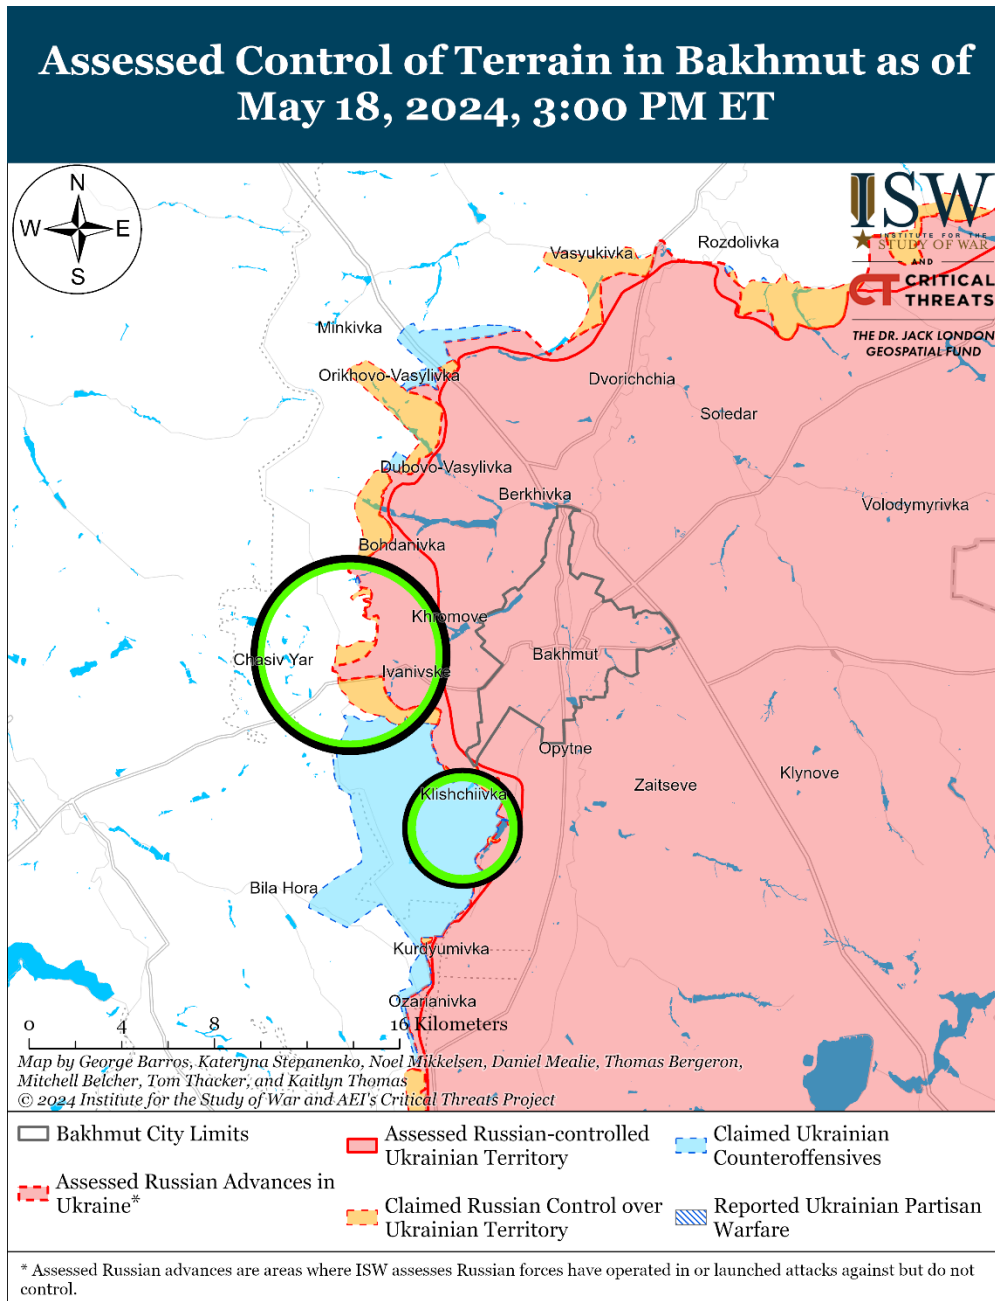 Assessed Control of Terrain in Bakhmut as of
May 18, 2024, 3:00 PM ET
N
W
E
S
ISW
INSTITUTE FOR THE
STUDY OF WAR
AND
CT CRITICAL
THREATS
THE DR. JACK LONDON
GEOSPATIAL FUND
Rozdolivka
Vasyukivka
Minkivka
Orikhovo-Vasylivka
Dvorichchia
Soledar
Dubovo-Vasylivka
Berkhivka
Volodymyrivka
Bohdanivka
Khromove
Chasiv Yar
Bakhmut
Ivanivske
Opytne
Klynove
Zaitseve
Klishchiivka
Bila Hora
Kurdyumivka
Ozarianivka
0 4 8 16 Kilometers
Map by George Barros, Kateryna Stepanenko, Noel Mikkelsen, Daniel Mealie, Thomas Bergeron,
Mitchell Belcher, Tom Thacker, and Kaitlyn Thomas
© 2024 Institute for the Study of War and AEI's Critical Threats Project
Bakhmut City Limits
Assessed Russian Advances in
Ukraine*
Assessed Russian-controlled
Ukrainian Territory
Claimed Russian Control over
Ukrainian Territory
Claimed Ukrainian
Counteroffensives
Reported Ukrainian Partisan
Warfare
* Assessed Russian advances are areas where ISW assesses Russian forces have operated in or launched attacks against but do not
control.